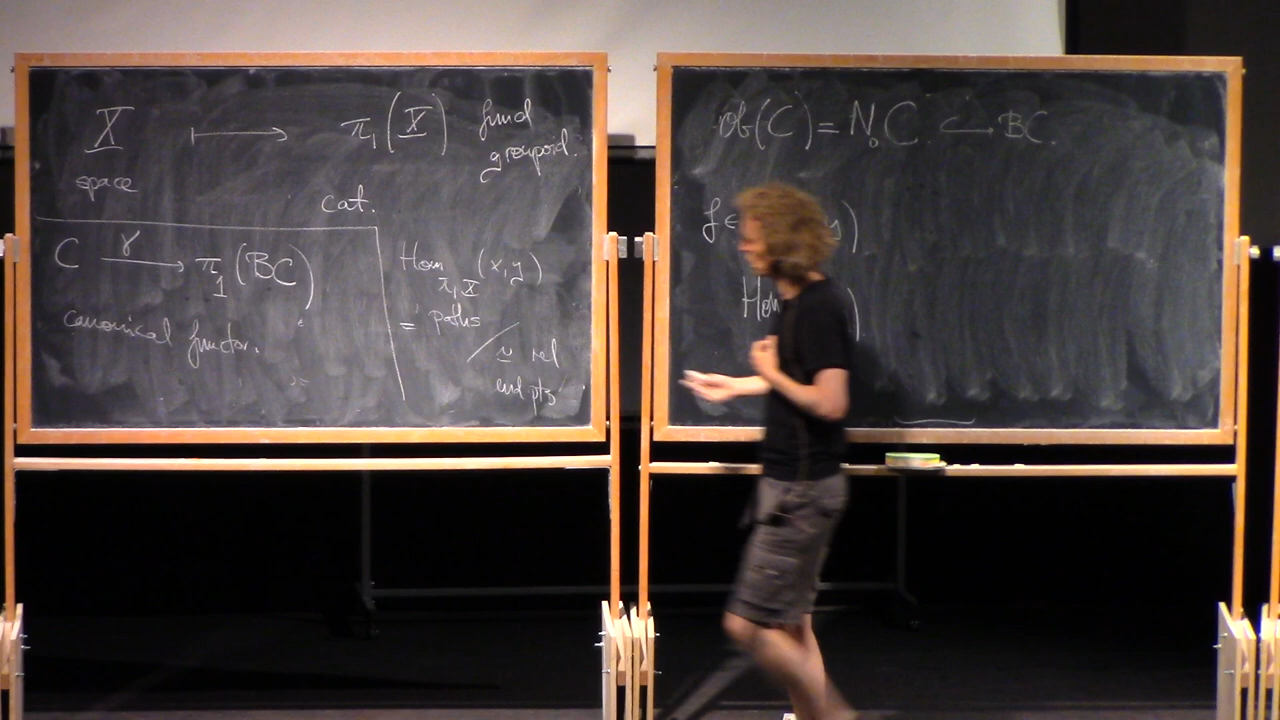 X ⟼ π₁(X) fund
groupoid.
space
cat.
C —γ→ π₁(BC)
canonical functor.
Hom_{π₁X}(x,y)
= paths
/ ~ rel
end pts
ob(C) = N₀C ↪ BC.
f ∈ y)
Hom )